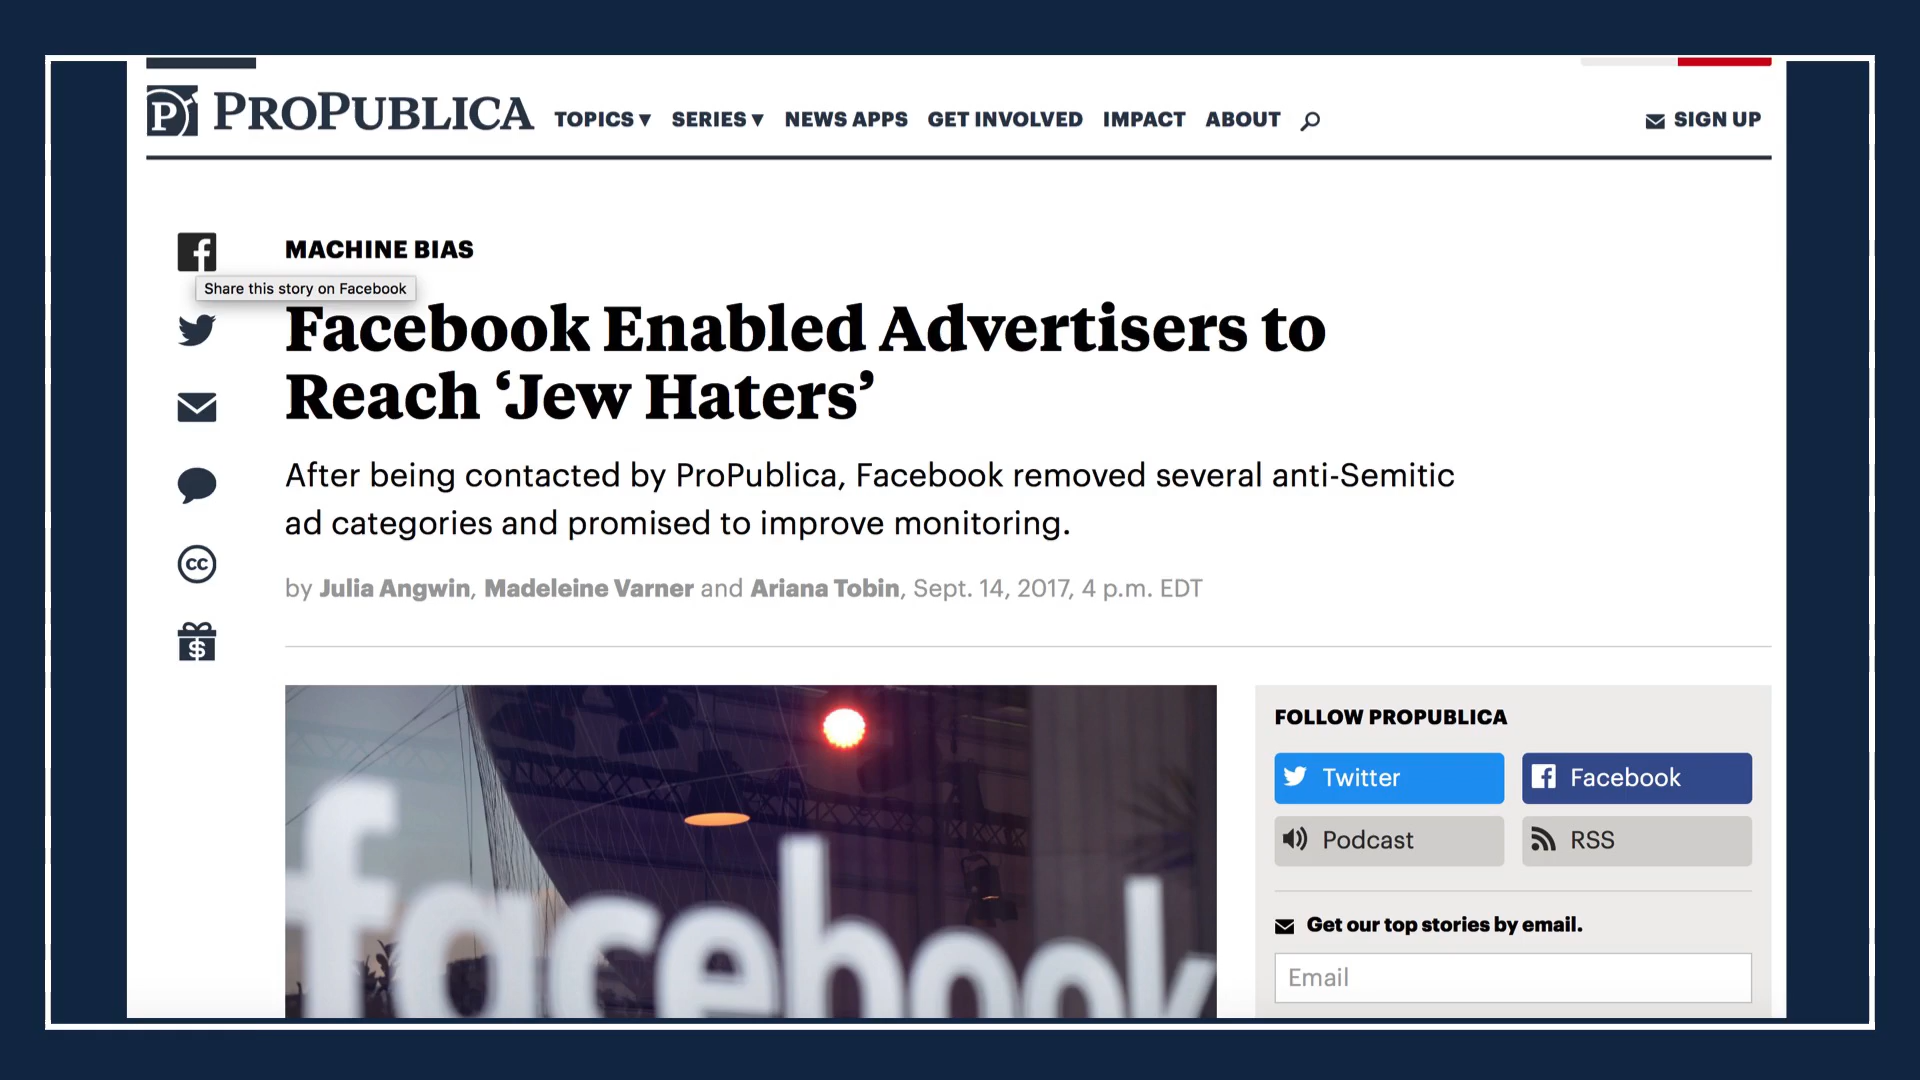 PROPUBLICA TOPICS▼ SERIES▼ NEWS APPS GET INVOLVED IMPACT ABOUT SIGN UP
MACHINE BIAS
Share this story on Facebook
Facebook Enabled Advertisers to
Reach ‘Jew Haters’
After being contacted by ProPublica, Facebook removed several anti-Semitic
ad categories and promised to improve monitoring.
by Julia Angwin, Madeleine Varner and Ariana Tobin, Sept. 14, 2017, 4 p.m. EDT
facebook
FOLLOW PROPUBLICA
Twitter Facebook
Podcast RSS
Get our top stories by email.
Email